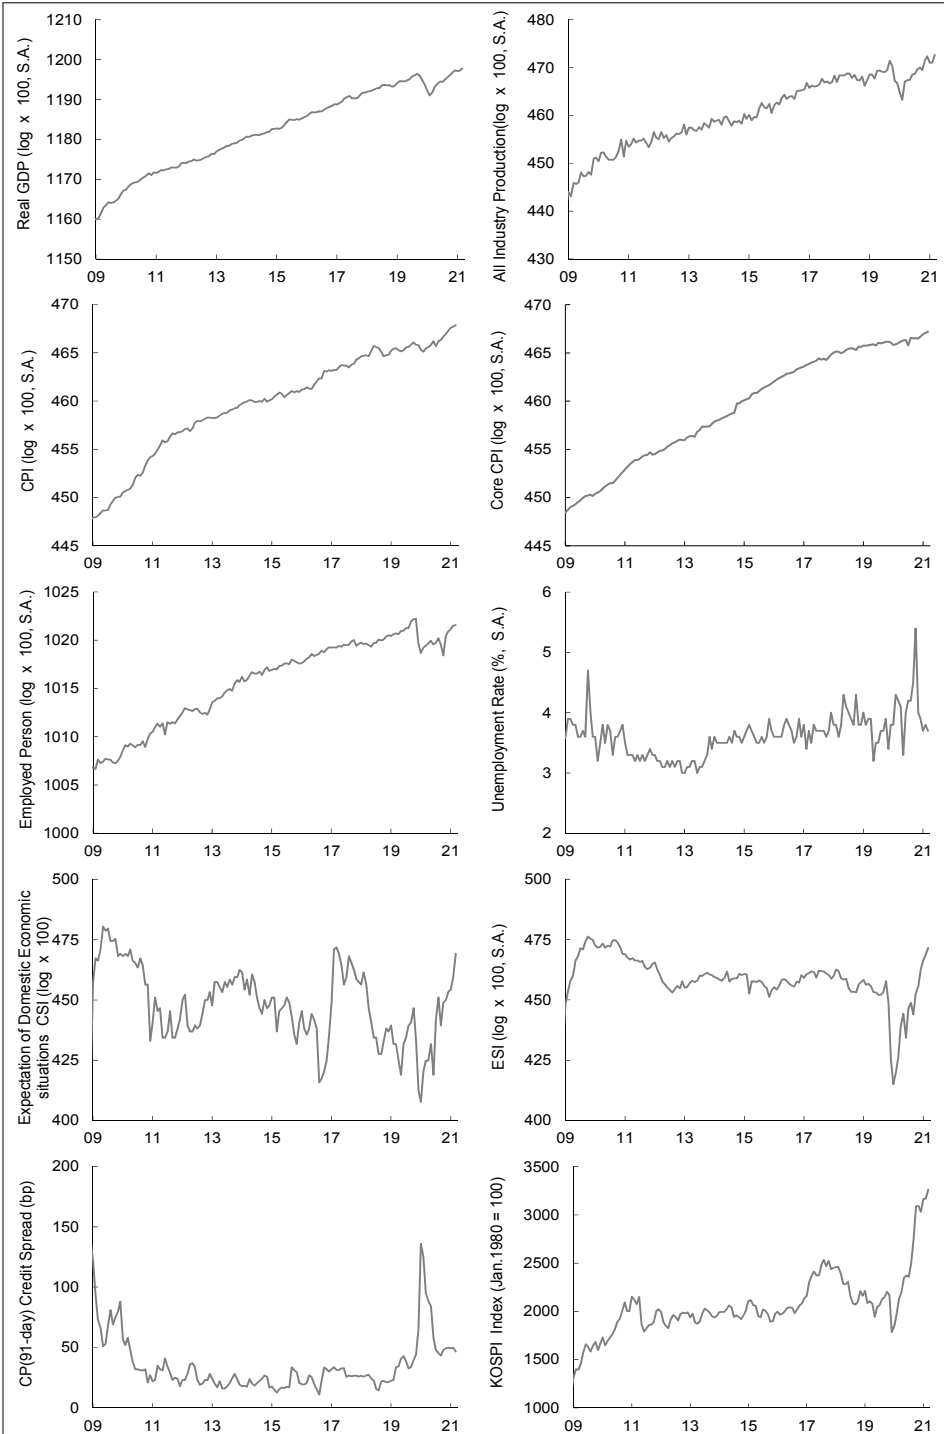 Real GDP (log x 100, S.A.)
1210
1200
1190
1180
1170
1160
1150
09 11 13 15 17 19 21
All Industry Production(log x 100, S.A.)
480
470
460
450
440
430
09 11 13 15 17 19 21
CPI (log x 100, S.A.)
470
465
460
455
450
445
09 11 13 15 17 19 21
Core CPI (log x 100, S.A.)
470
465
460
455
450
445
09 11 13 15 17 19 21
Employed Person (log x 100, S.A.)
1025
1020
1015
1010
1005
1000
09 11 13 15 17 19 21
Unemployment Rate (%, S.A.)
6
5
4
3
2
09 11 13 15 17 19 21
Expectation of Domestic Economic
situations CSI (log x 100)
500
475
450
425
400
09 11 13 15 17 19 21
ESI (log x 100, S.A.)
500
475
450
425
400
09 11 13 15 17 19 21
CP(91-day) Credit Spread (bp)
200
150
100
50
0
09 11 13 15 17 19 21
KOSPI Index (Jan.1980 = 100)
3500
3000
2500
2000
1500
1000
09 11 13 15 17 19 21